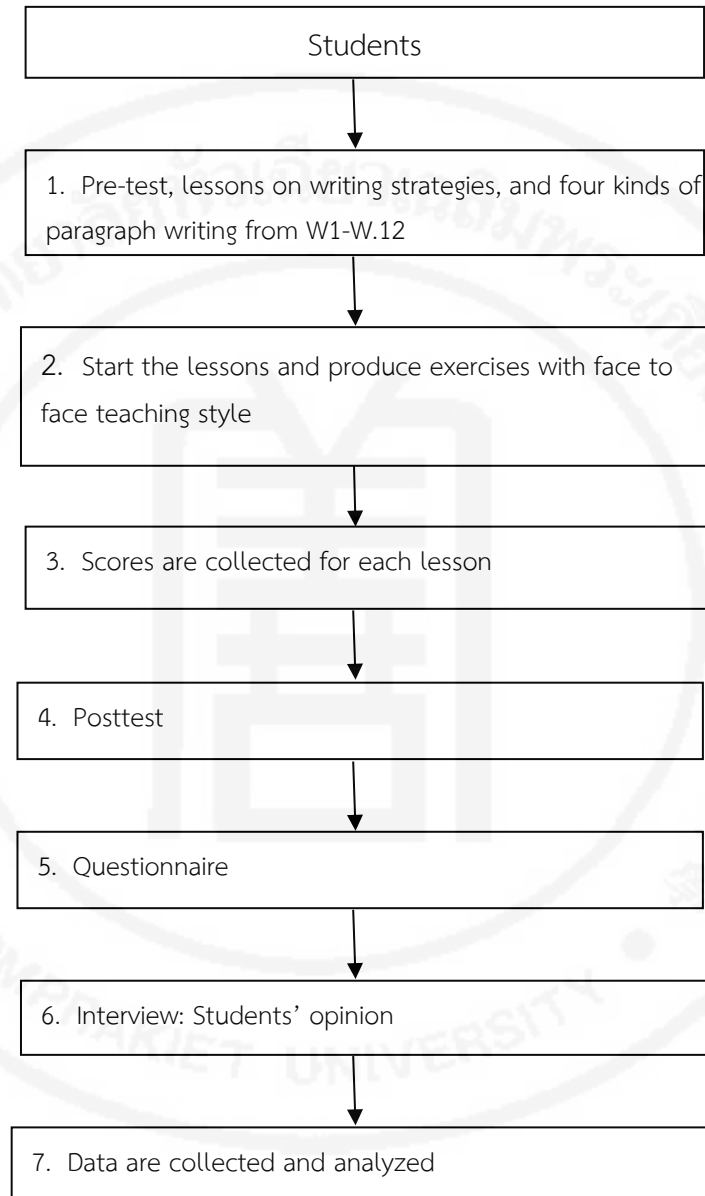 Students
1. Pre-test, lessons on writing strategies, and four kinds of
paragraph writing from W1-W.12
2. Start the lessons and produce exercises with face to
face teaching style
3. Scores are collected for each lesson
4. Posttest
5. Questionnaire
6. Interview: Students’ opinion
7. Data are collected and analyzed
UNIVERSITY